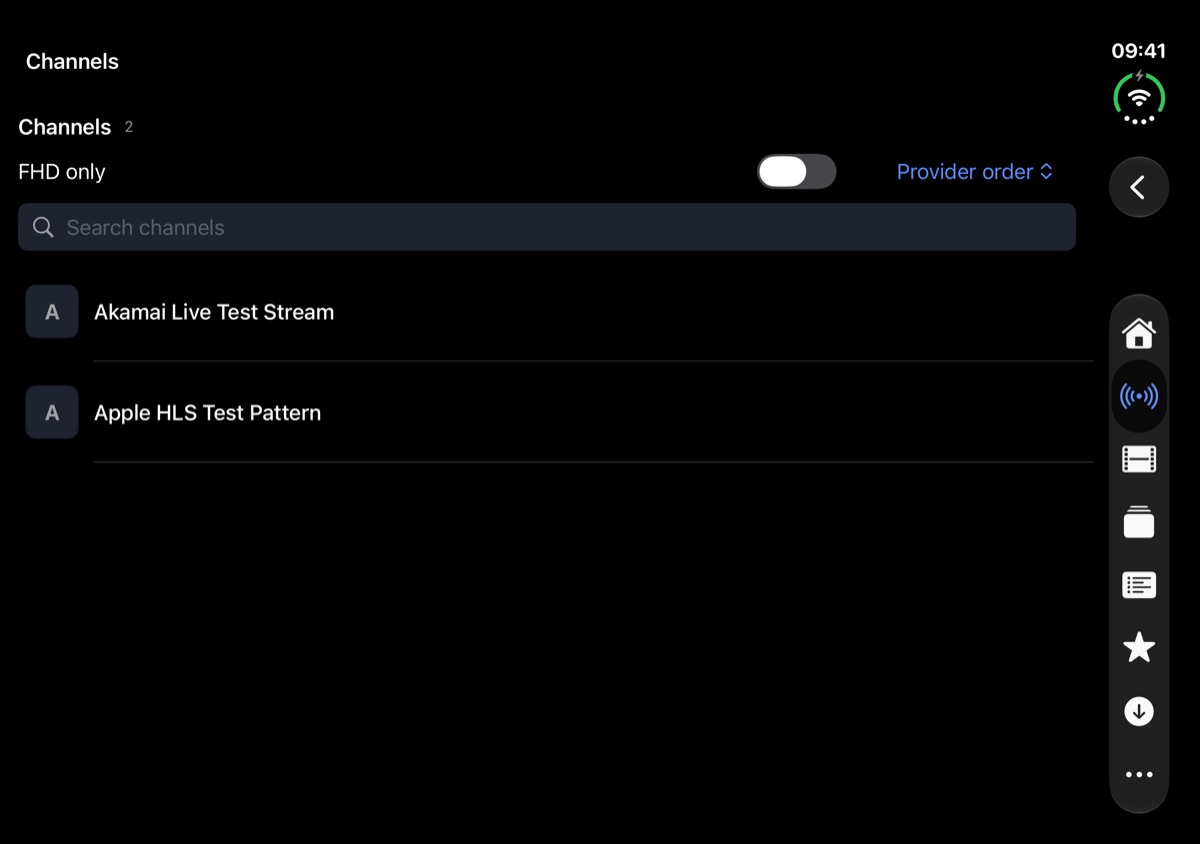 Channels
09:41
Channels 2
FHD only
Provider order
Search channels
A
Akamai Live Test Stream
A
Apple HLS Test Pattern